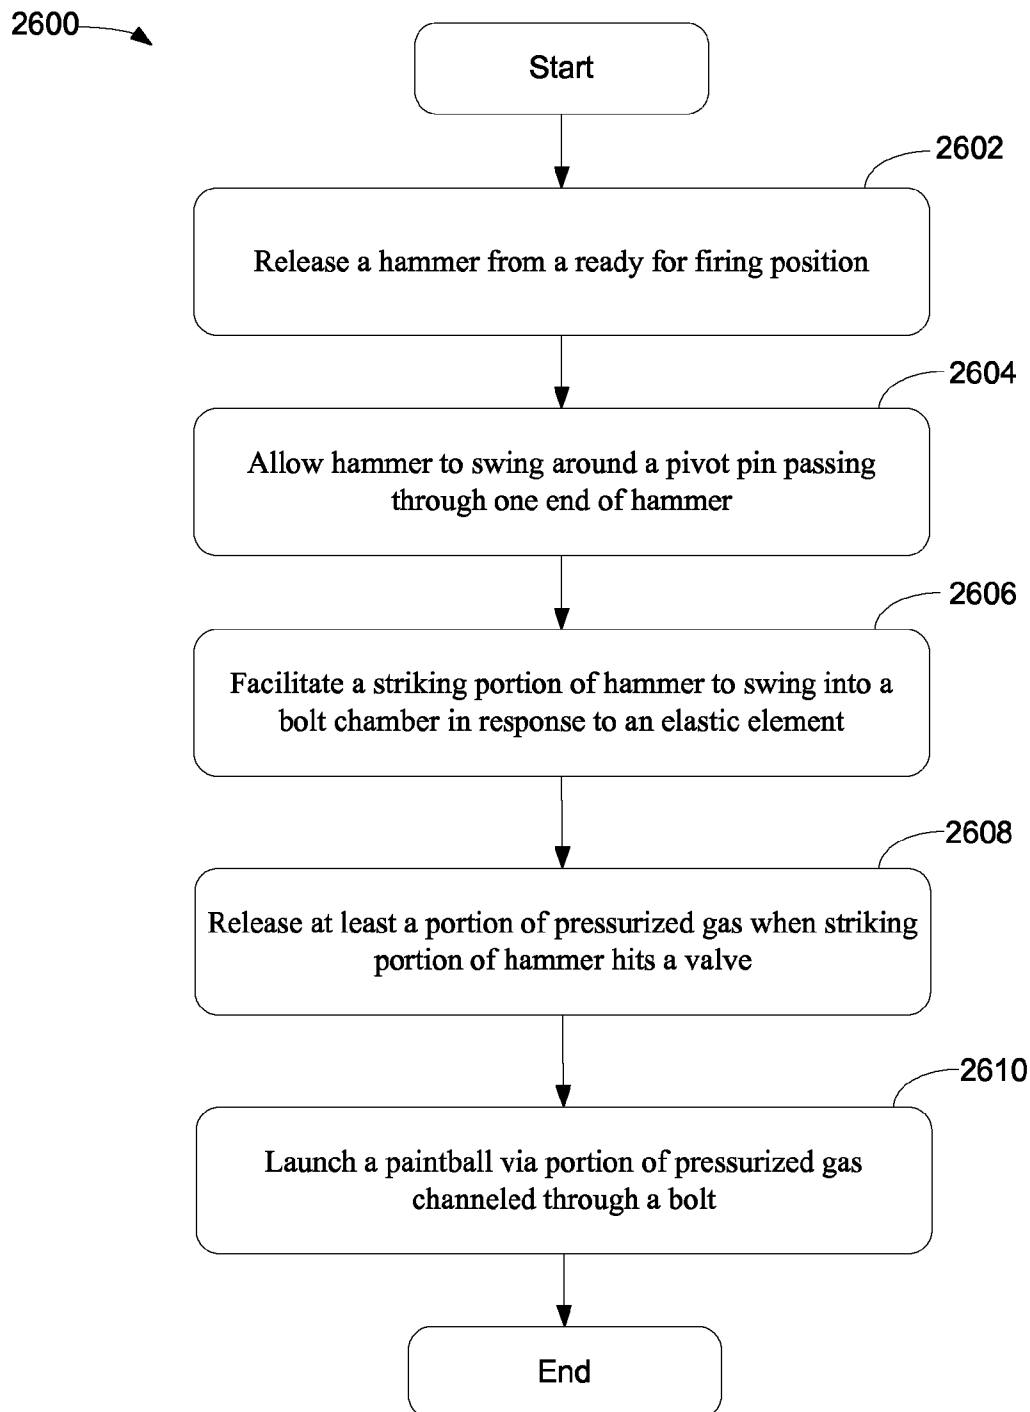 2600
Start
2602
Release a hammer from a ready for firing position
2604
Allow hammer to swing around a pivot pin passing
through one end of hammer
2606
Facilitate a striking portion of hammer to swing into a
bolt chamber in response to an elastic element
2608
Release at least a portion of pressurized gas when striking
portion of hammer hits a valve
2610
Launch a paintball via portion of pressurized gas
channeled through a bolt
End